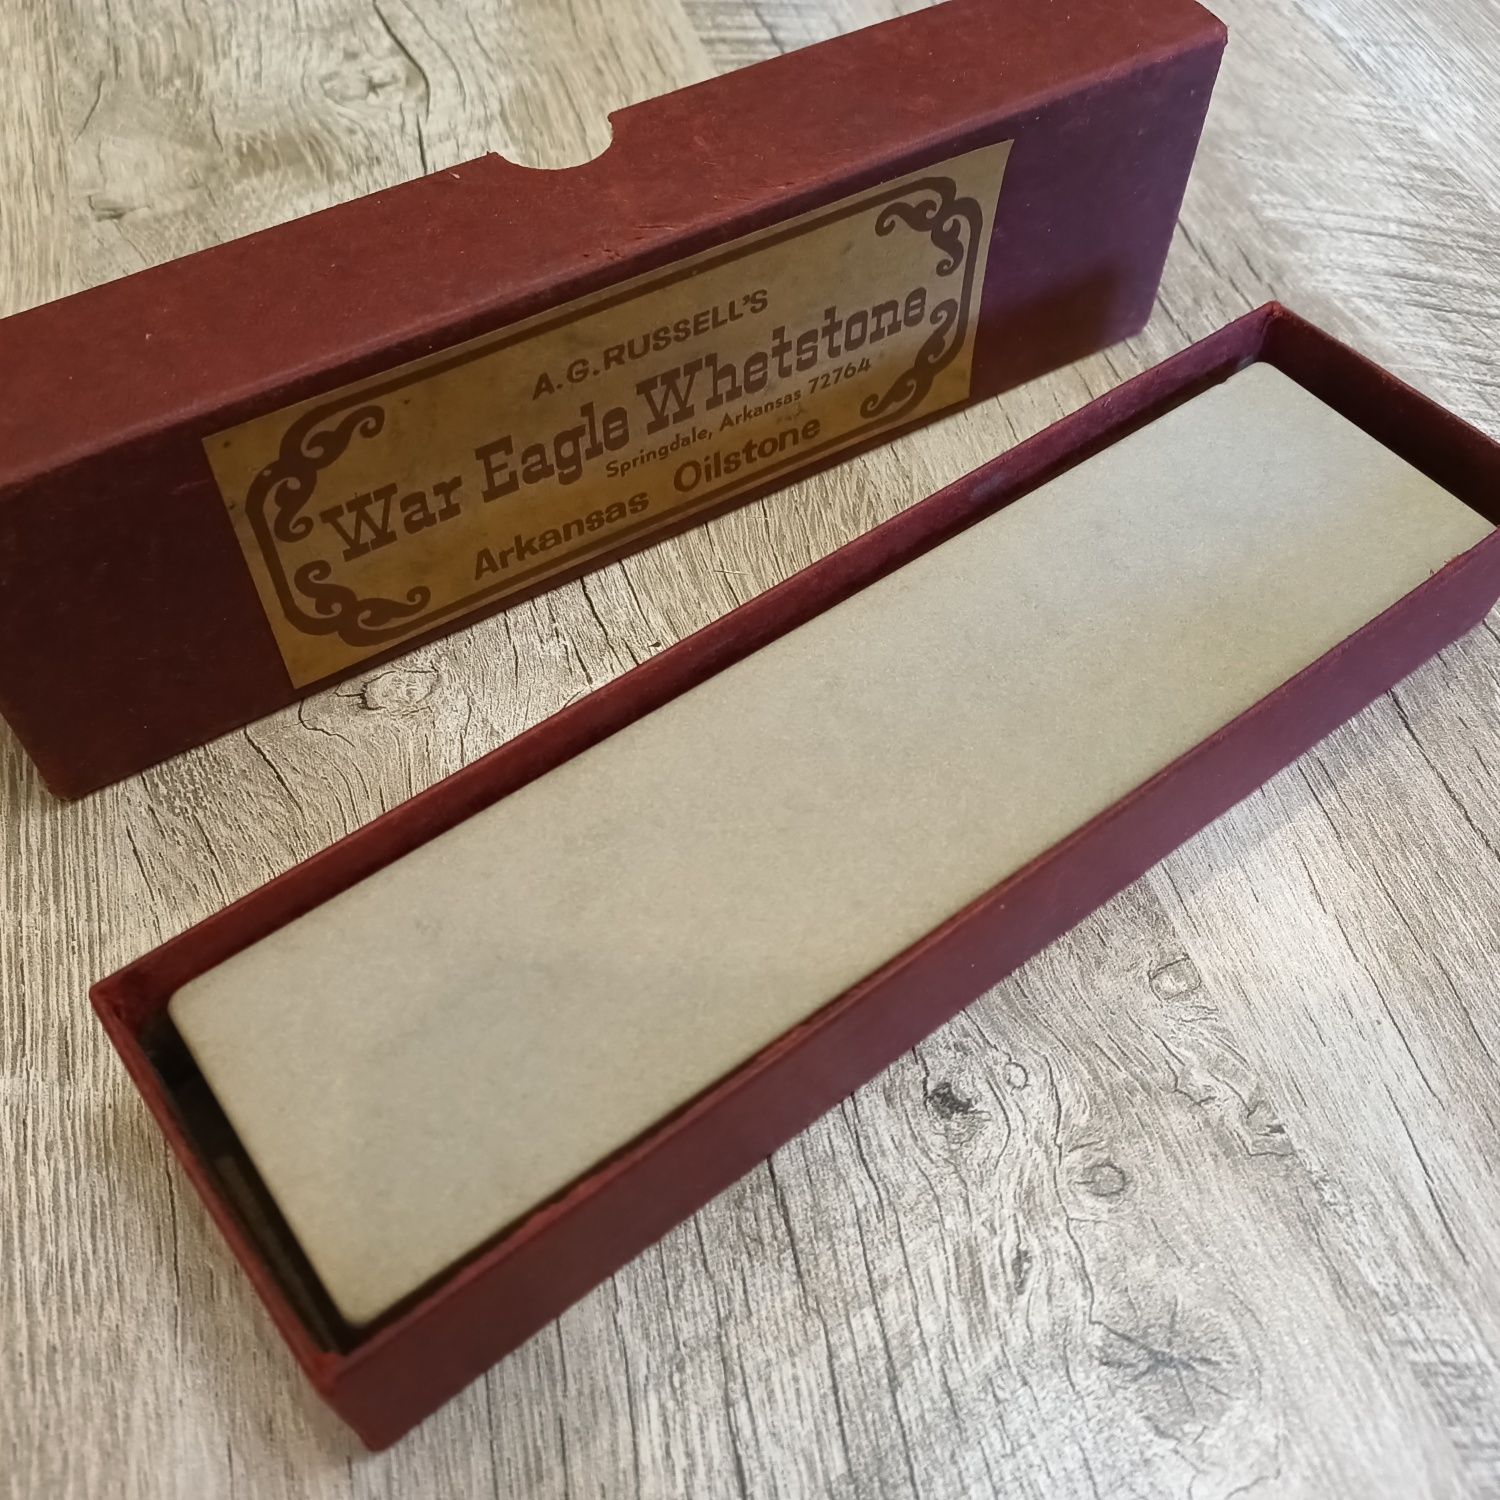 A.G. RUSSELL'S
War Eagle Whetstone
Springdale, Arkansas 72764
Arkansas Oilstone